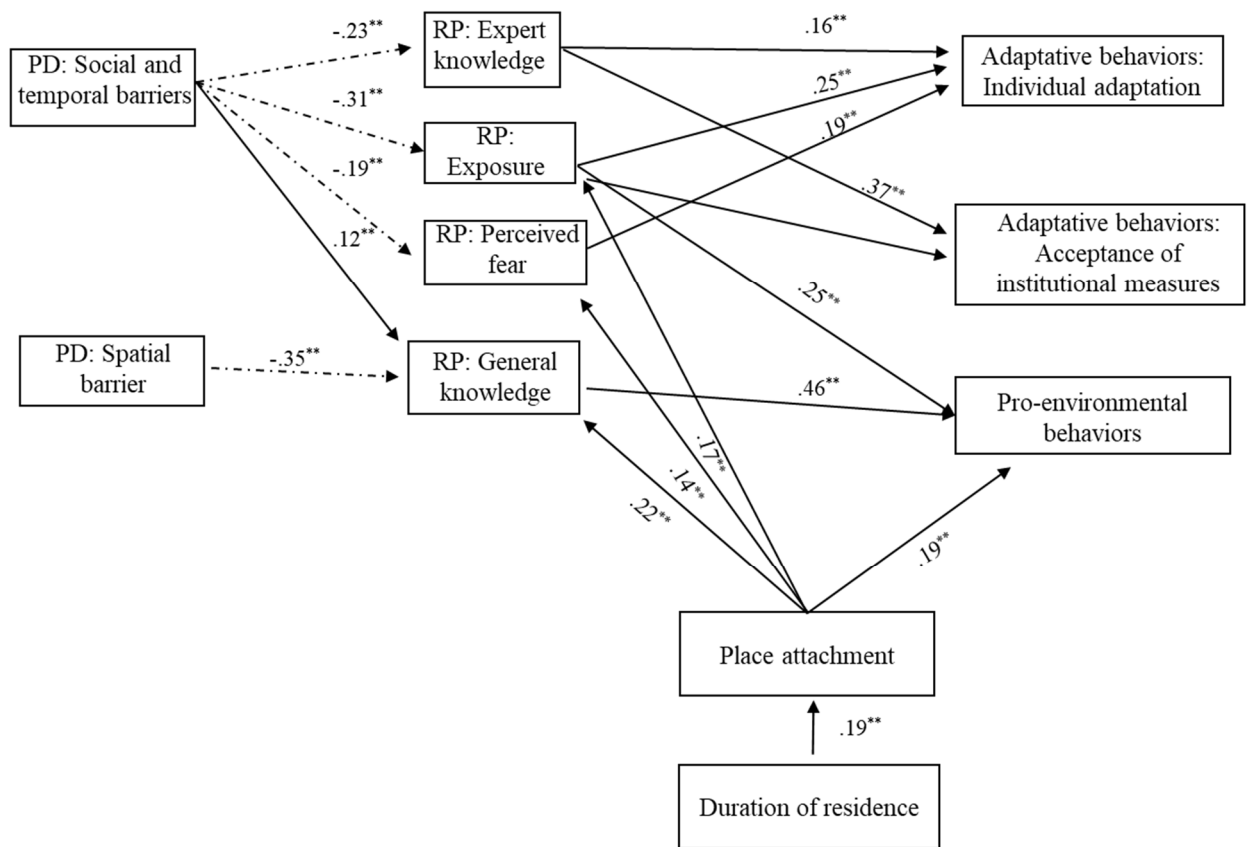 PD: Social and
temporal barriers
-.23**
-.31**
-.19**
.12**
RP: Expert
knowledge
RP:
Exposure
RP: Perceived
fear
PD: Spatial
barrier
-.35**
RP: General
knowledge
.16**
.25**
.19**
.37**
.25**
.46**
Adaptative behaviors:
Individual adaptation
Adaptative behaviors:
Acceptance of
institutional measures
Pro-environmental
behaviors
.17**
.14**
.22**
.19**
Place attachment
.19**
Duration of residence